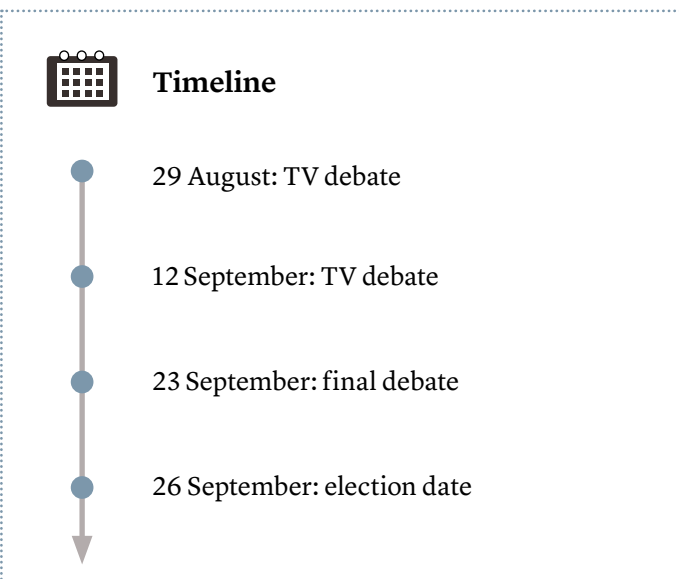 Timeline
29 August: TV debate
12 September: TV debate
23 September: final debate
26 September: election date